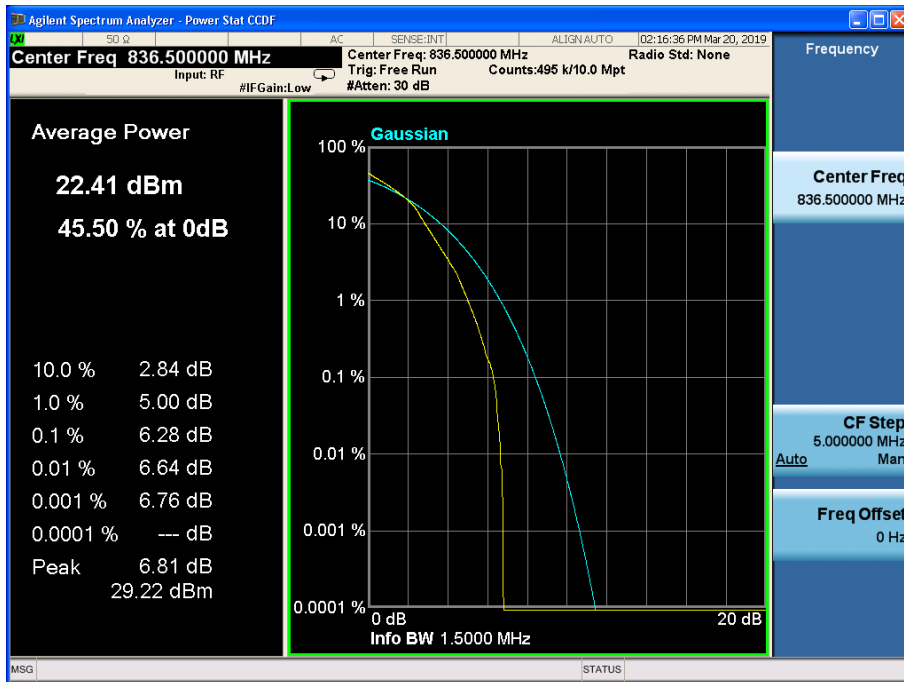 Agilent Spectrum Analyzer - Power Stat CCDF
LXI 50 Ω AC SENSE:INT ALIGN AUTO 02:16:36 PM Mar 20, 2019
Center Freq 836.500000 MHz
Input: RF
#IFGain:Low
Center Freq: 836.500000 MHz
Radio Std: None
Trig: Free Run
Counts:495 k/10.0 Mpt
#Atten: 30 dB
Average Power
22.41 dBm
45.50 % at 0dB
10.0 % 2.84 dB
1.0 % 5.00 dB
0.1 % 6.28 dB
0.01 % 6.64 dB
0.001 % 6.76 dB
0.0001 % --- dB
Peak 6.81 dB
29.22 dBm
Gaussian
100 %
10 %
1 %
0.1 %
0.01 %
0.001 %
0.0001 %
0 dB
20 dB
Info BW 1.5000 MHz
Frequency
Center Freq
836.500000 MHz
CF Step
5.000000 MHz
Auto Man
Freq Offset
0 Hz
MSG
STATUS